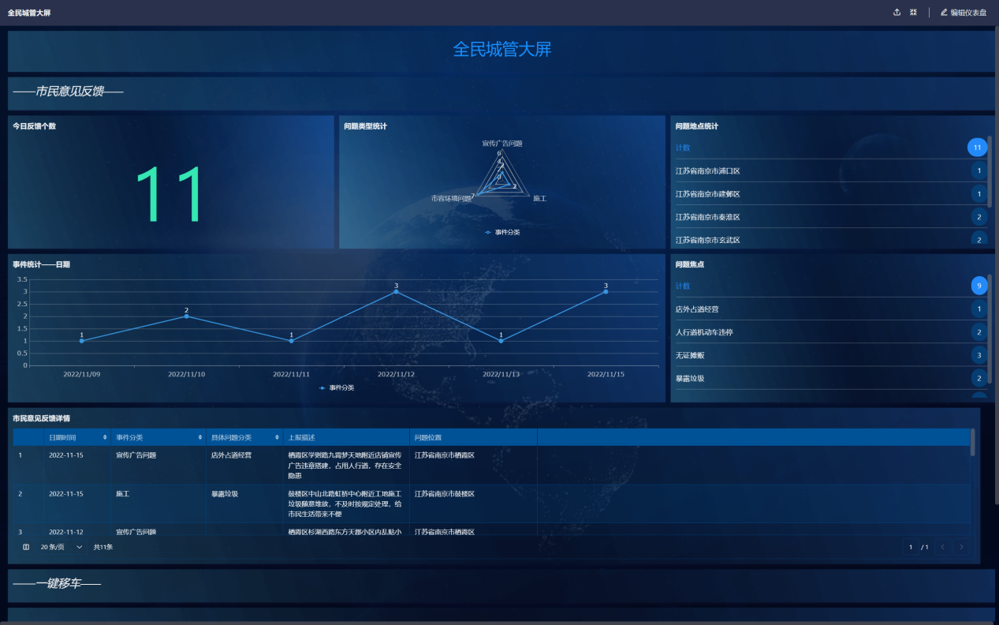 全民城管大屏
编辑仪表盘
全民城管大屏
——市民意见反馈——
今日反馈个数
11
问题类型统计
宣传广告问题
6
4
2
2
0
2
7
市容环境问题
施工
事件分类
问题地点统计
计数 11
江苏省南京市浦口区 1
江苏省南京市建邺区 1
江苏省南京市秦淮区 2
江苏省南京市玄武区 2
事件统计——日期
3.5
3
2.5
2
1.5
1
0.5
0
1 2 1 3 1 3
2022/11/09 2022/11/10 2022/11/11 2022/11/12 2022/11/13 2022/11/15
事件分类
问题焦点
计数 9
店外占道经营 1
人行道机动车违停 2
无证摊贩 3
暴露垃圾 2
市民意见反馈详情
日期时间 事件分类 具体问题分类 上报描述 问题位置
1 2022-11-15 宣传广告问题 店外占道经营 栖霞区学则路九霄梦天地附近店铺宣传 江苏省南京市栖霞区
广告违章搭建，占用人行道，存在安全
隐患
2 2022-11-15 施工 暴露垃圾 鼓楼区中山北路虹桥中心附近工地施工 江苏省南京市鼓楼区
垃圾随意堆放，不及时按规定处理，给
市民生活带来不便
3 2022-11-12 宣传广告问题 栖霞区杉湖西路东方天郡小区内乱贴小 江苏省南京市栖霞区
20 条/页 共11条 1 / 1
——一键移车——